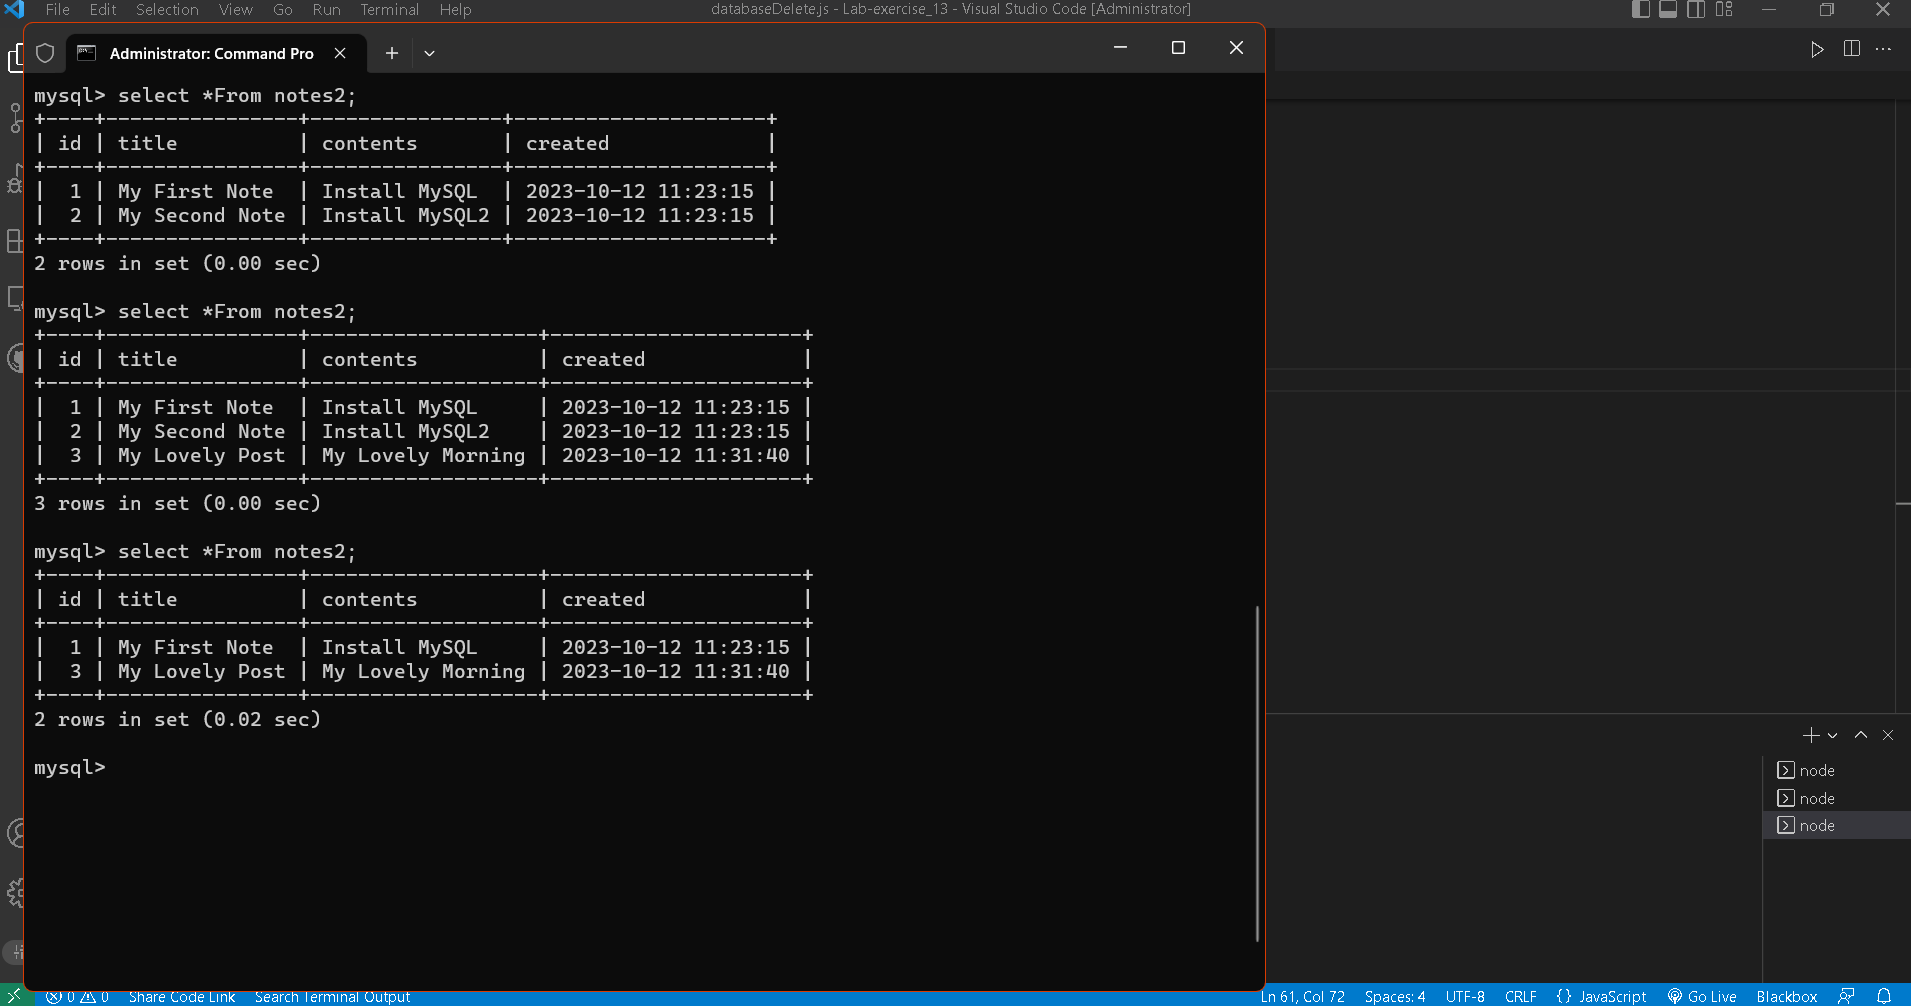 File Edit Selection View Go Run Terminal Help databaseDelete.js - Lab-exercise_13 - Visual Studio Code [Administrator]
Administrator: Command Pro
mysql> select *From notes2;
+----+----------------+----------------+---------------------+
| id | title          | contents       | created             |
+----+----------------+----------------+---------------------+
|  1 | My First Note  | Install MySQL  | 2023-10-12 11:23:15 |
|  2 | My Second Note | Install MySQL2 | 2023-10-12 11:23:15 |
+----+----------------+----------------+---------------------+
2 rows in set (0.00 sec)
mysql> select *From notes2;
+----+----------------+-------------------+---------------------+
| id | title          | contents          | created             |
+----+----------------+-------------------+---------------------+
|  1 | My First Note  | Install MySQL     | 2023-10-12 11:23:15 |
|  2 | My Second Note | Install MySQL2    | 2023-10-12 11:23:15 |
|  3 | My Lovely Post | My Lovely Morning | 2023-10-12 11:31:40 |
+----+----------------+-------------------+---------------------+
3 rows in set (0.00 sec)
mysql> select *From notes2;
+----+----------------+-------------------+---------------------+
| id | title          | contents          | created             |
+----+----------------+-------------------+---------------------+
|  1 | My First Note  | Install MySQL     | 2023-10-12 11:23:15 |
|  3 | My Lovely Post | My Lovely Morning | 2023-10-12 11:31:40 |
+----+----------------+-------------------+---------------------+
2 rows in set (0.02 sec)
mysql>
node
node
node
0 0 Share Code Link Search Terminal Output Ln 61, Col 72 Spaces: 4 UTF-8 CRLF {} JavaScript Go Live Blackbox